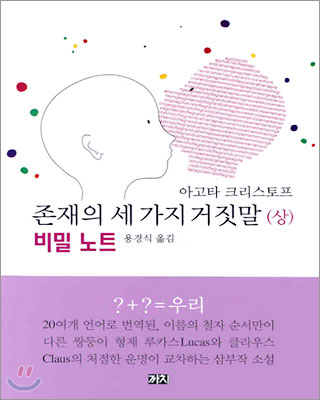 아고타 크리스토프
존재의 세 가지 거짓말 (상)
비밀 노트 용경식 옮김
?+?=우리
20여개 언어로 번역된, 이름의 철자 순서만이
다른 쌍둥이 형제 루카스Lucas와 클라우스
Claus의 처절한 운명이 교차하는 삼부작 소설
까치